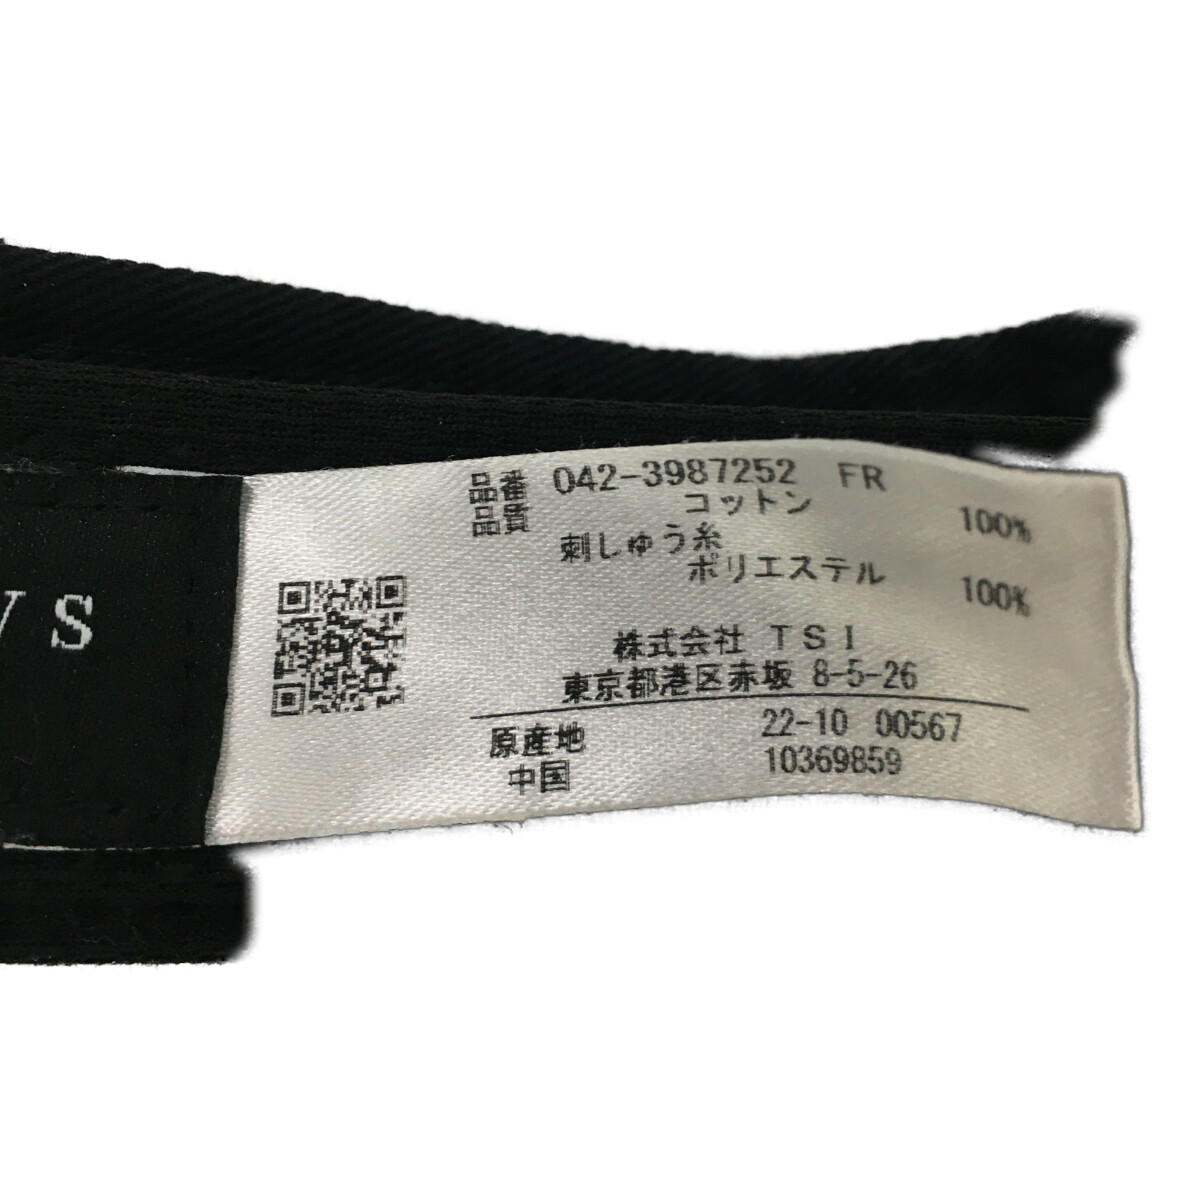 品番 042-3987252 FR
品質 コットン 100%
刺しゅう糸
ポリエステル 100%
株式会社 TSI
東京都港区赤坂 8-5-26
原産地 22-10 00567
中国 10369859
S